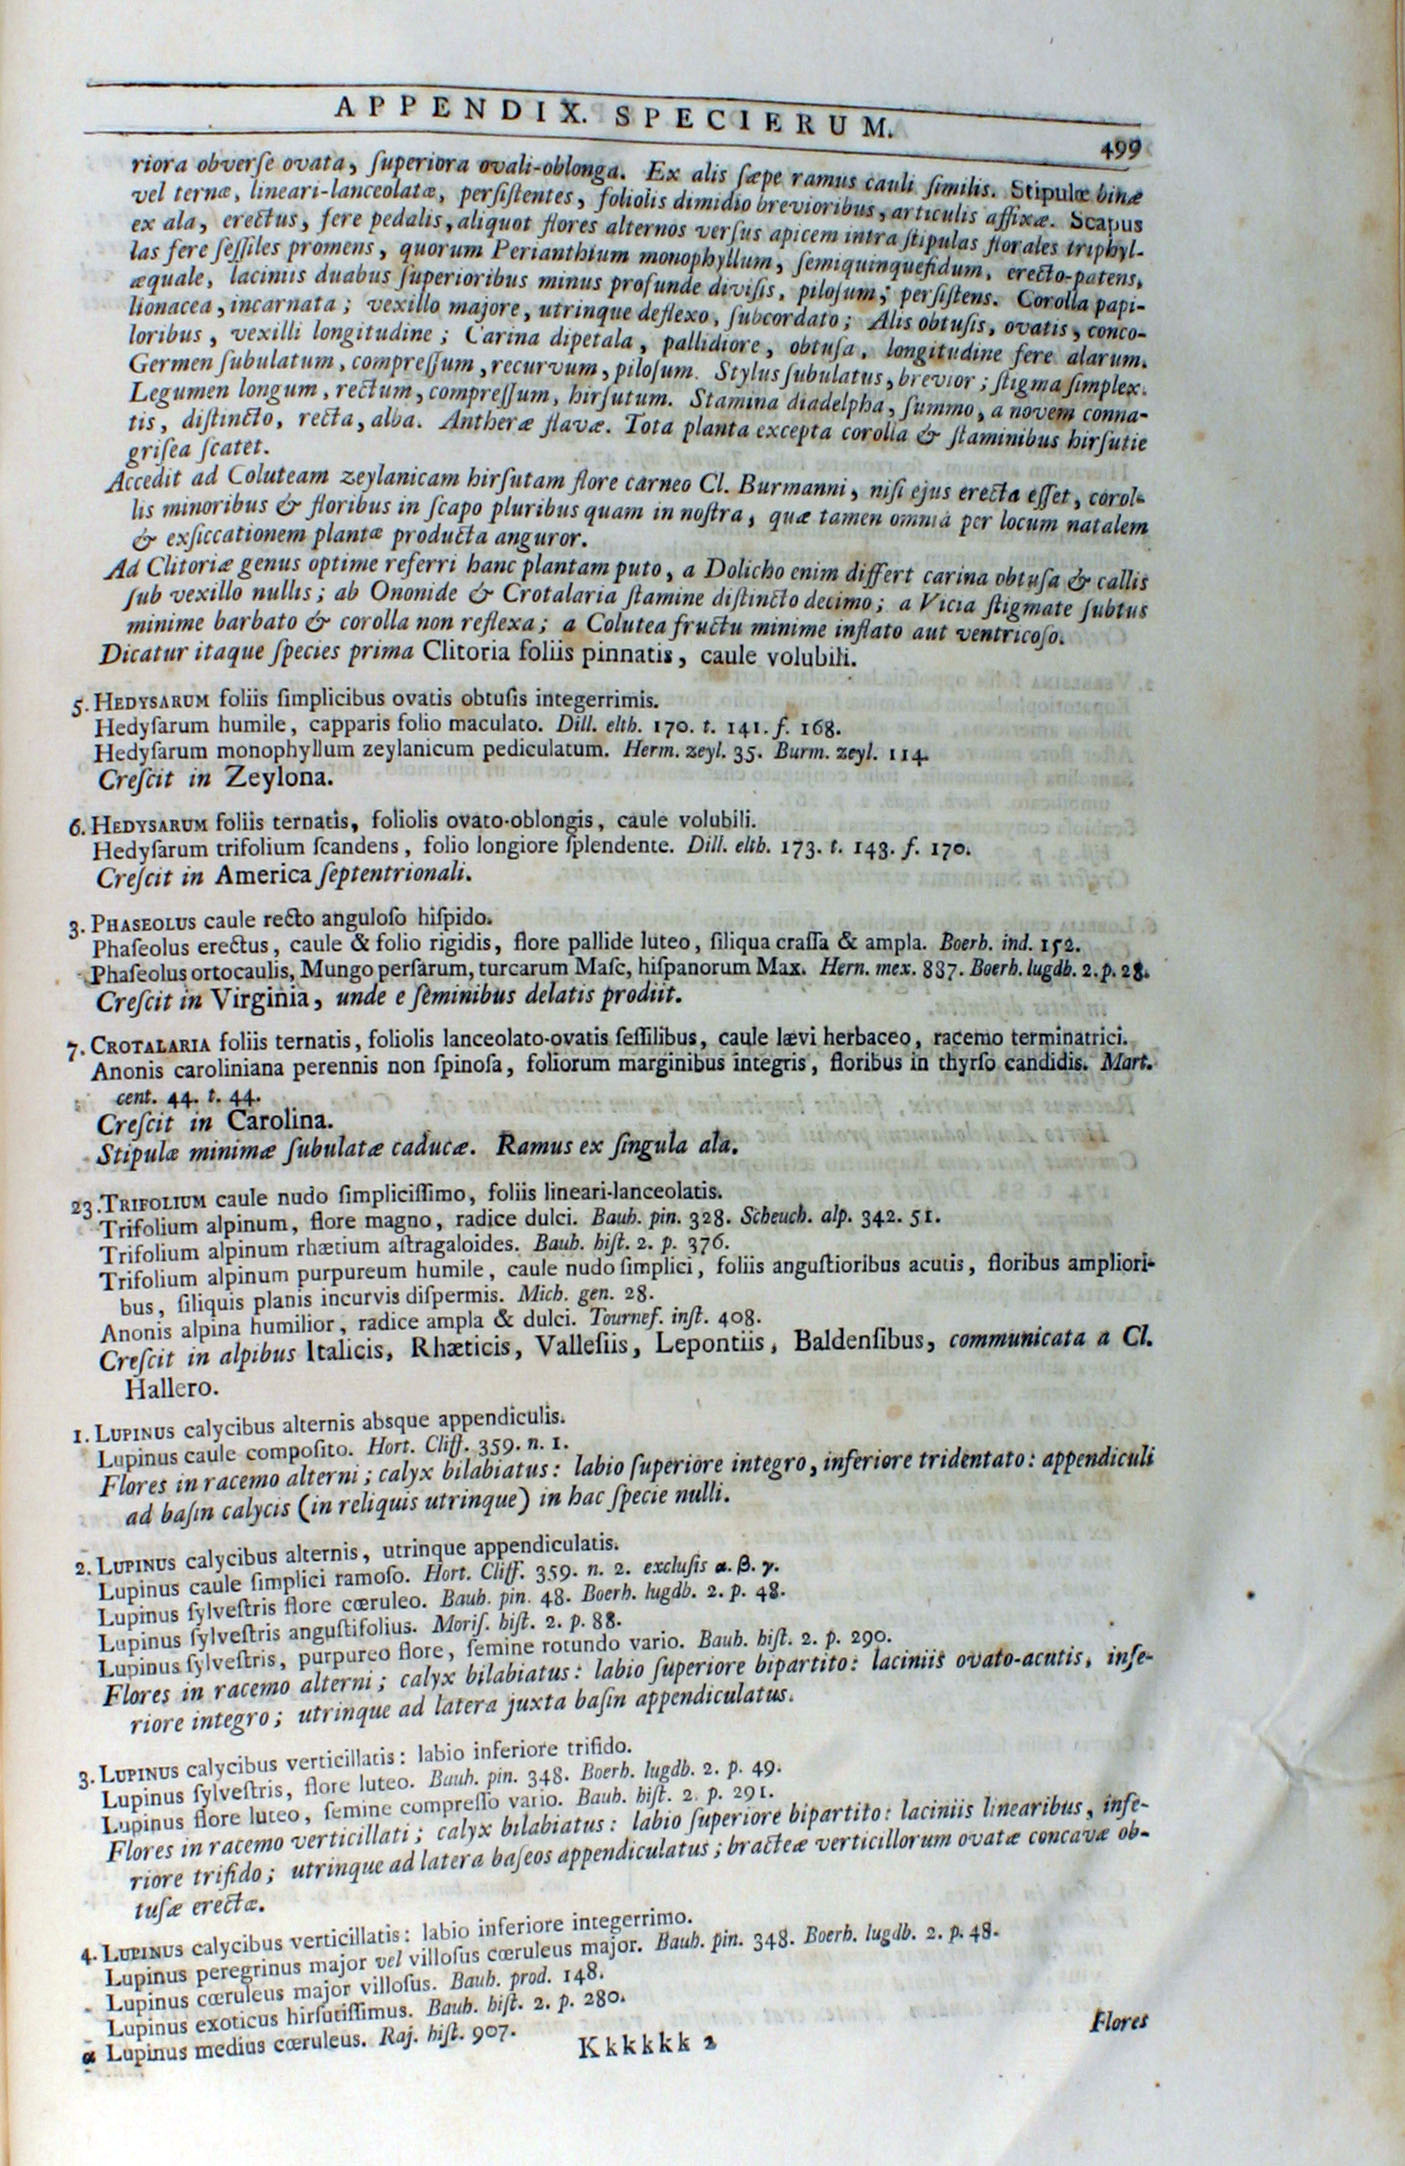 APPENDIX. SPECIERUM.
499
riora obverſe ovata, ſuperiora ovali-oblonga. Ex alis ſæpe ramus cauli ſimilis. Stipulæ binæ
vel ternæ, lineari-lanceolatæ, perſiſtentes, foliolis dimidio brevioribus, articulis affixæ. Scapus
ex ala, erectus, fere pedalis, aliquot flores alternos verſus apicem intra ſtipulas florales triphyl-
las fere ſeſſiles promens, quorum Perianthium monophyllum, ſemiquinquefidum, erecto-patens,
æquale, laciniis duabus ſuperioribus minus profunde diviſis, piloſum; perſiſtens. Corolla papi-
lionacea, incarnata; vexillo majore, utrinque deflexo, ſubcordato; Alis obtuſis, ovatis, conco-
loribus, vexilli longitudine; Carina dipetala, pallidiore, obtuſa, longitudine fere alarum.
Germen ſubulatum, compreſſum, recurvum, piloſum. Stylus ſubulatus, brevior; ſtigma ſimplex.
Legumen longum, rectum, compreſſum, hirſutum. Stamina diadelpha, ſummo, a novem conna-
tis, diſtincto, recta, alba. Antheræ flavæ. Tota planta excepta corolla & ſtaminibus hirſutie
griſea ſcatet.
Accedit ad Coluteam zeylanicam hirſutam flore carneo Cl. Burmanni, niſi ejus erecta eſſet, corol-
lis minoribus & floribus in ſcapo pluribus quam in noſtra, quæ tamen omnia per locum natalem
& exſiccationem plantæ producta anguror.
Ad Clitoriæ genus optime referri hanc plantam puto, a Dolicho enim differt carina obtuſa & callis
ſub vexillo nullis; ab Ononide & Crotalaria ſtamine diſtincto decimo; a Vicia ſtigmate ſubtus
minime barbato & corolla non reflexa; a Colutea fructu minime inflato aut ventricoſo.
Dicatur itaque ſpecies prima Clitoria foliis pinnatis, caule volubili.
5. HEDYSARUM foliis ſimplicibus ovatis obtuſis integerrimis.
Hedyſarum humile, capparis folio maculato. Dill. elth. 170. t. 141. f. 168.
Hedyſarum monophyllum zeylanicum pediculatum. Herm. zeyl. 35. Burm. zeyl. 114.
Creſcit in Zeylona.
6. HEDYSARUM foliis ternatis, foliolis ovato-oblongis, caule volubili.
Hedyſarum trifolium ſcandens, folio longiore ſplendente. Dill. elth. 173. t. 143. f. 170.
Creſcit in America ſeptentrionali.
3. PHASEOLUS caule recto anguloſo hiſpido.
Phaſeolus erectus, caule & folio rigidis, flore pallide luteo, ſiliqua craſſa & ampla. Boerh. ind. 152.
Phaſeolus ortocaulis, Mungo perſarum, turcarum Maſc, hiſpanorum Max. Hern. mex. 887. Boerh. lugdb. 2. p. 28.
Creſcit in Virginia, unde e ſeminibus delatis prodiit.
7. CROTALARIA foliis ternatis, foliolis lanceolato-ovatis ſeſſilibus, caule lævi herbaceo, racemo terminatrici.
Anonis caroliniana perennis non ſpinoſa, foliorum marginibus integris, floribus in thyrſo candidis. Mart.
cent. 44. t. 44.
Creſcit in Carolina.
Stipulæ minimæ ſubulatæ caducæ. Ramus ex ſingula ala.
23. TRIFOLIUM caule nudo ſimpliciſſimo, foliis lineari-lanceolatis.
Trifolium alpinum, flore magno, radice dulci. Bauh. pin. 328. Scheuch. alp. 342. 51.
Trifolium alpinum rhætium aſtragaloides. Bauh. hiſt. 2. p. 376.
Trifolium alpinum purpureum humile, caule nudo ſimplici, foliis anguſtioribus acutis, floribus ampliori-
bus, ſiliquis planis incurvis diſpermis. Mich. gen. 28.
Anonis alpina humilior, radice ampla & dulci. Tournef. inſt. 408.
Creſcit in alpibus Italicis, Rhæticis, Valleſiis, Lepontiis, Baldenſibus, communicata a Cl.
Hallero.
1. LUPINUS calycibus alternis absque appendiculis.
Lupinus caule compoſito. Hort. Cliff. 359. n. 1.
Flores in racemo alterni; calyx bilabiatus: labio ſuperiore integro, inferiore tridentato: appendiculi
ad baſin calycis (in reliquis utrinque) in hac ſpecie nulli.
2. LUPINUS calycibus alternis, utrinque appendiculatis.
Lupinus caule ſimplici ramoſo. Hort. Cliff. 359. n. 2. excluſis α. β. γ.
Lupinus ſylveſtris flore cœruleo. Bauh. pin. 48. Boerh. lugdb. 2. p. 48.
Lupinus ſylveſtris anguſtifolius. Moriſ. hiſt. 2. p. 88.
Lupinus ſylveſtris, purpureo flore, ſemine rotundo vario. Bauh. hiſt. 2. p. 290.
Flores in racemo alterni; calyx bilabiatus: labio ſuperiore bipartito: laciniis ovato-acutis, infe-
riore integro; utrinque ad latera juxta baſin appendiculatus.
3. LUPINUS calycibus verticillatis: labio inferiore trifido.
Lupinus ſylveſtris, flore luteo. Bauh. pin. 348. Boerh. lugdb. 2. p. 49.
Lupinus flore luteo, ſemine compreſſo vario. Bauh. hiſt. 2. p. 291.
Flores in racemo verticillati; calyx bilabiatus: labio ſuperiore bipartito: laciniis linearibus, infe-
riore trifido; utrinque ad latera baſeos appendiculatus; bracteæ verticillorum ovatæ concavæ ob-
tuſæ erectæ.
4. LUPINUS calycibus verticillatis: labio inferiore integerrimo.
Lupinus peregrinus major vel villoſus cœruleus major. Bauh. pin. 348. Boerh. lugdb. 2. p. 48.
Lupinus cœruleus major villoſus. Bauh. prod. 148.
Lupinus exoticus hirſutiſſimus. Bauh. hiſt. 2. p. 280.
α Lupinus medius cœruleus. Raj. hiſt. 907.
Kkkkkk 2
Flores